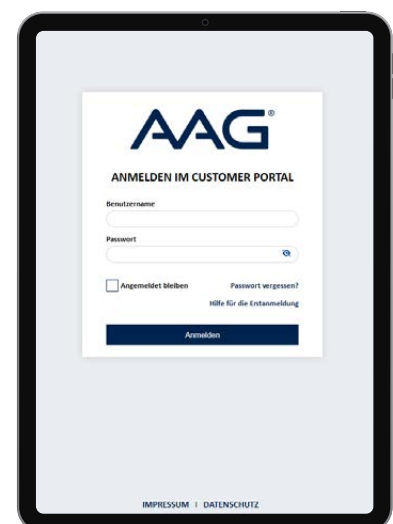 AAG®
ANMELDEN IM CUSTOMER PORTAL
Benutzername
Passwort
Angemeldet bleiben Passwort vergessen?
Hilfe für die Erstanmeldung
Anmelden
IMPRESSUM | DATENSCHUTZ